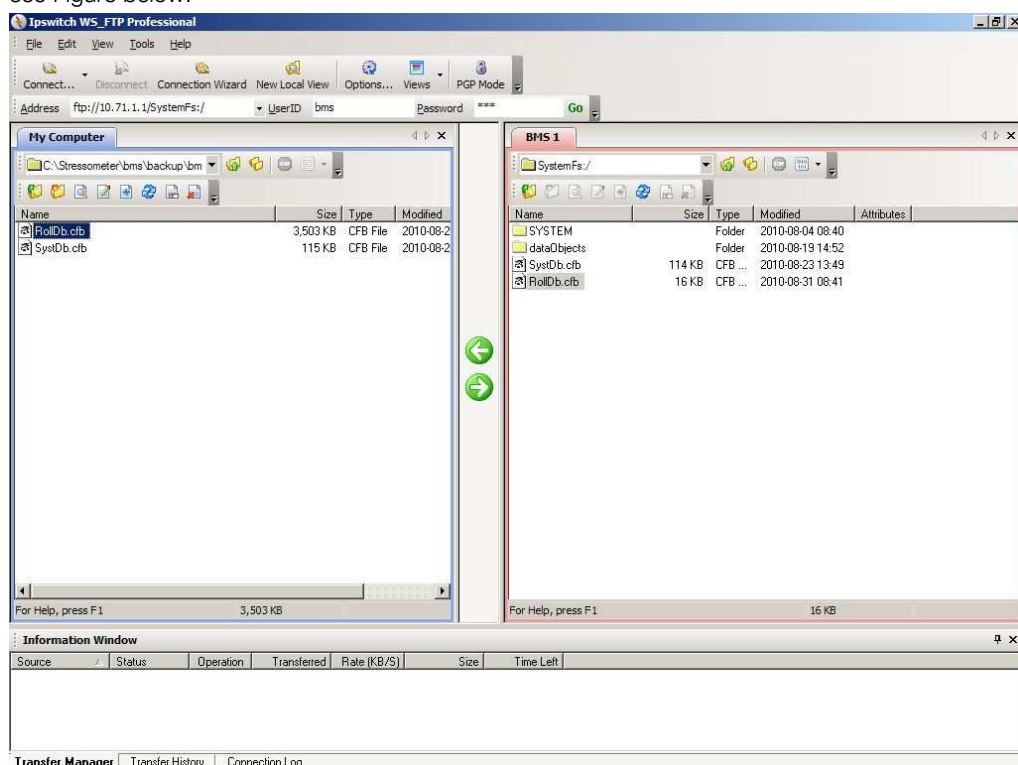 see Figure below.
Ipswitch WS_FTP Professional
File Edit View Tools Help
Connect... Disconnect Connection Wizard New Local View Options... Views PGP Mode
Address ftp://10.71.1.1/SystemFs:/ UserID bms Password *** Go
My Computer
C:\Stressometer\bms\backup\bm
Name Size Type Modified
RollDb.cfb 3,503 KB CFB File 2010-08-2
SystDb.cfb 115 KB CFB File 2010-08-2
For Help, press F1 3,503 KB
BMS 1
SystemFs:/
Name Size Type Modified Attributes
SYSTEM Folder 2010-08-04 08:40
dataObjects Folder 2010-08-19 14:52
SystDb.cfb 114 KB CFB ... 2010-08-23 13:49
RollDb.cfb 16 KB CFB ... 2010-08-31 08:41
For Help, press F1 16 KB
Information Window
Source Status Operation Transferred Rate (KB/S) Size Time Left
Transfer Manager Transfer History Connection Log